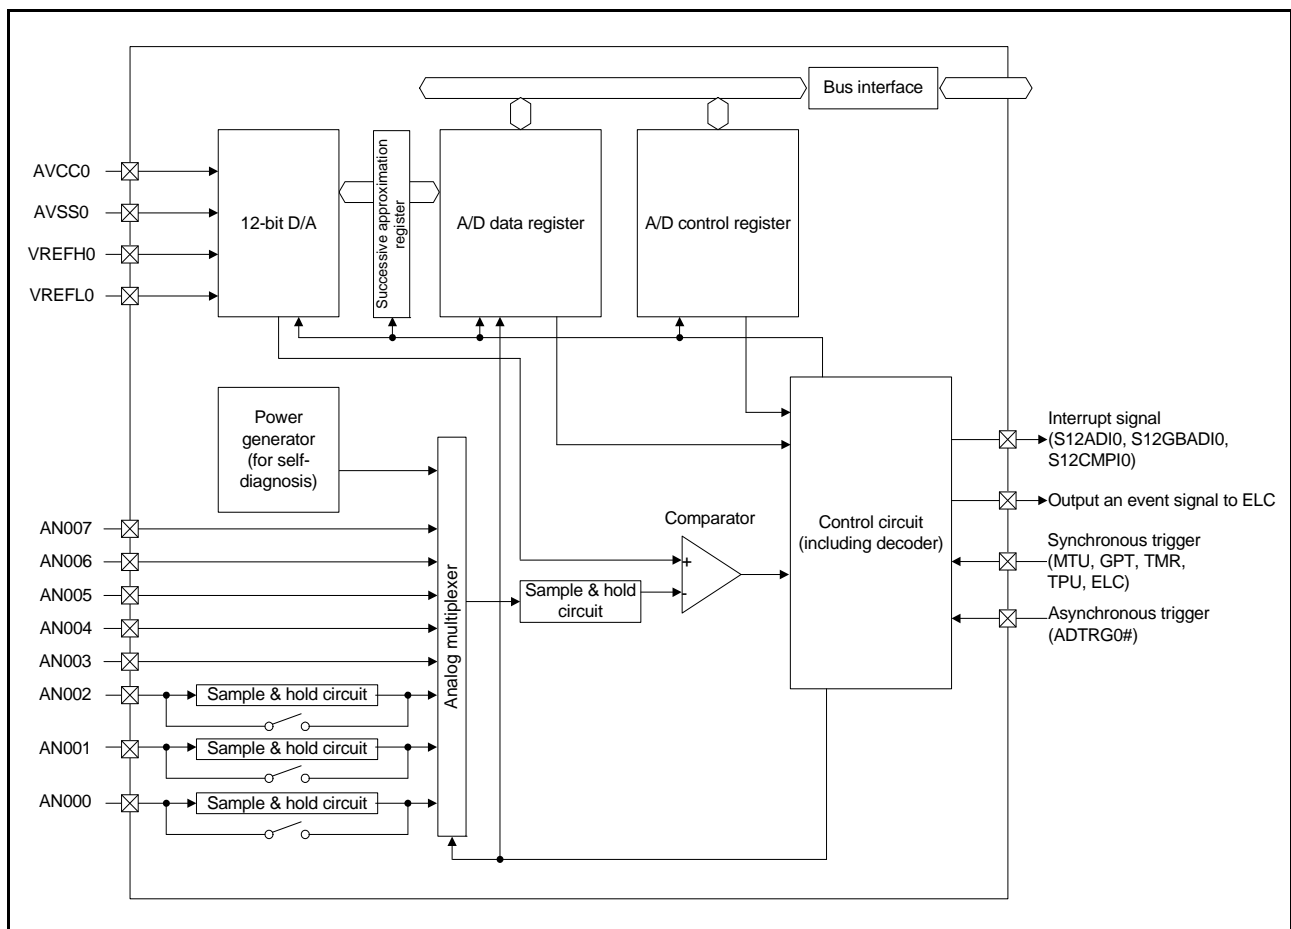 Bus interface
AVCC0
AVSS0
VREFH0
VREFL0
12-bit D/A
Successive approximation
register
A/D data register
A/D control register
Power
generator
(for self-
diagnosis)
AN007
AN006
AN005
AN004
AN003
AN002
AN001
AN000
Sample & hold circuit
Sample & hold circuit
Sample & hold circuit
Analog multiplexer
Sample & hold
circuit
Comparator
+
-
Control circuit
(including decoder)
Interrupt signal
(S12ADI0, S12GBADI0,
S12CMPI0)
Output an event signal to ELC
Synchronous trigger
(MTU, GPT, TMR,
TPU, ELC)
Asynchronous trigger
(ADTRG0#)